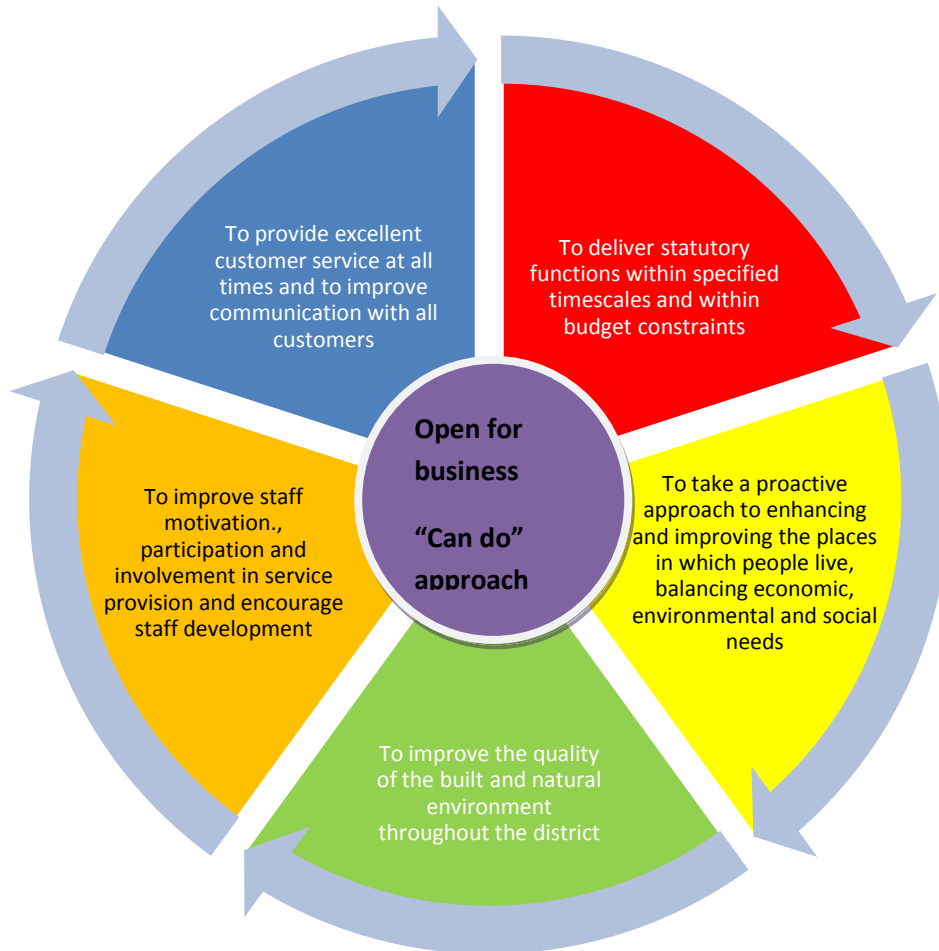 To provide excellent
customer service at all
times and to improve
communication with all
customers
To deliver statutory
functions within specified
timescales and within
budget constraints
Open for
business
“Can do”
approach
To improve staff
motivation.,
participation and
involvement in service
provision and encourage
staff development
To take a proactive
approach to enhancing
and improving the places
in which people live,
balancing economic,
environmental and social
needs
To improve the quality
of the built and natural
environment
throughout the district